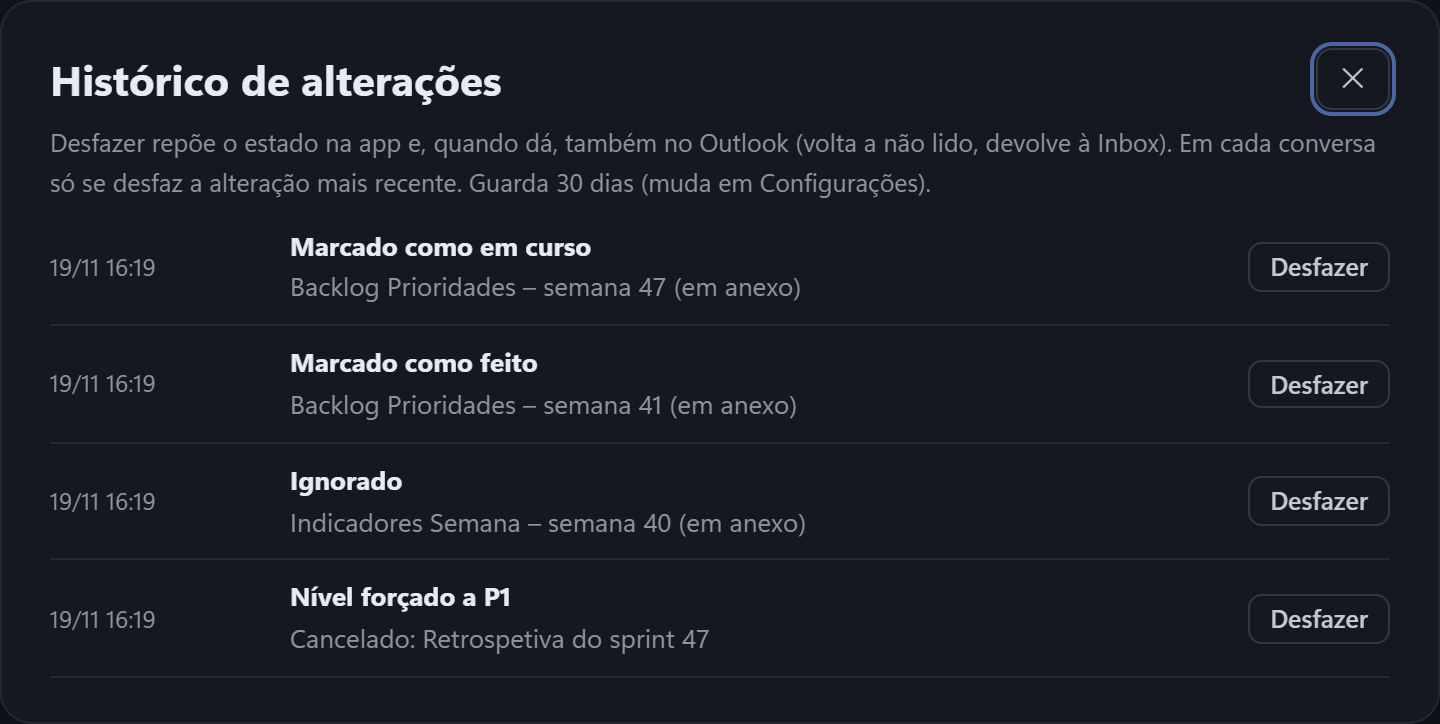 Histórico de alterações
Desfazer repõe o estado na app e, quando dá, também no Outlook (volta a não lido, devolve à Inbox). Em cada conversa
só se desfaz a alteração mais recente. Guarda 30 dias (muda em Configurações).
19/11 16:19
Marcado como em curso
Backlog Prioridades – semana 47 (em anexo)
Desfazer
19/11 16:19
Marcado como feito
Backlog Prioridades – semana 41 (em anexo)
Desfazer
19/11 16:19
Ignorado
Indicadores Semana – semana 40 (em anexo)
Desfazer
19/11 16:19
Nível forçado a P1
Cancelado: Retrospetiva do sprint 47
Desfazer